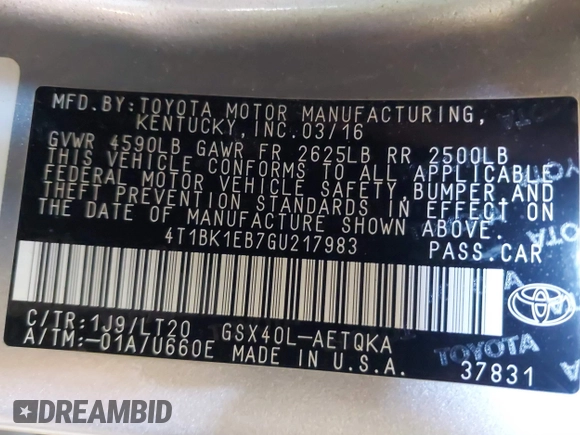 MFD.BY:TOYOTA MOTOR MANUFACTURING,
KENTUCKY,INC.03/16
GVWR 4590LB GAWR FR 2625LB RR 2500LB
THIS VEHICLE CONFORMS TO ALL APPLICABLE
FEDERAL MOTOR VEHICLE SAFETY,BUMPER,AND
THEFT PREVENTION STANDARDS IN EFFECT ON
THE DATE OF MANUFACTURE SHOWN ABOVE.
4T1BK1EB7GU217983 PASS.CAR
C/TR:1J9/LT20 GSX40L-AETQKA
A/TM:-01A/U660E MADE IN U.S.A.
TOYOTA
37831
DREAMBID